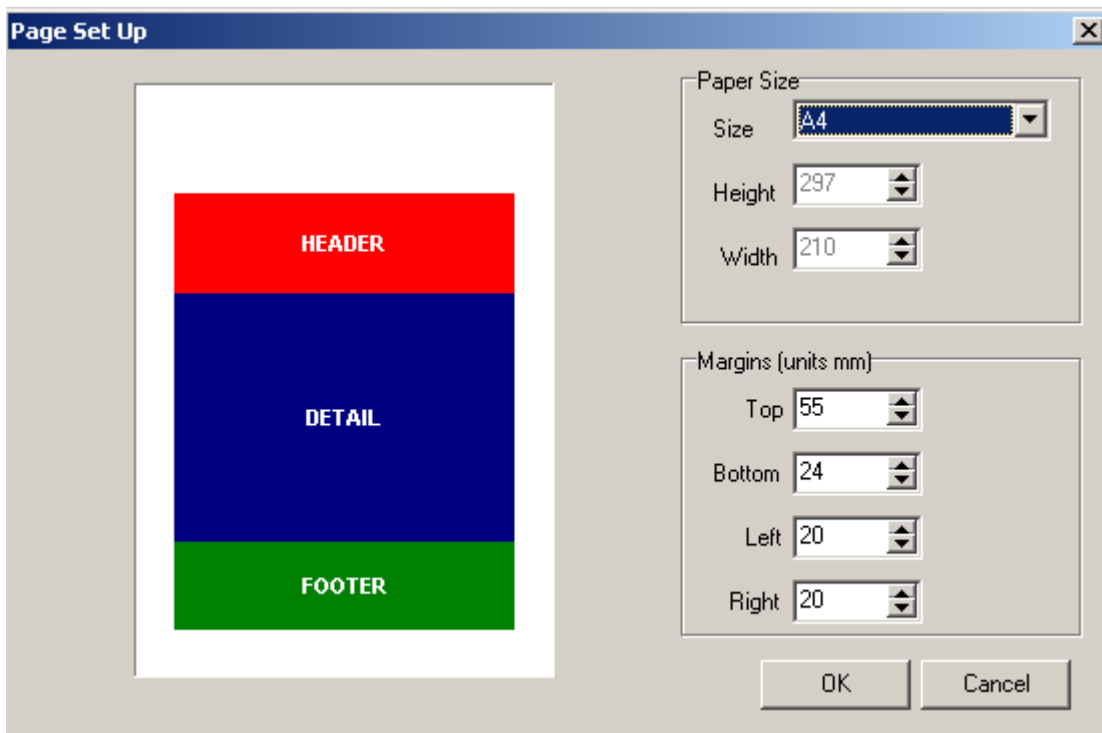 Page Set Up
HEADER
DETAIL
FOOTER
Paper Size
Size A4
Height 297
Width 210
Margins (units mm)
Top 55
Bottom 24
Left 20
Right 20
OK Cancel